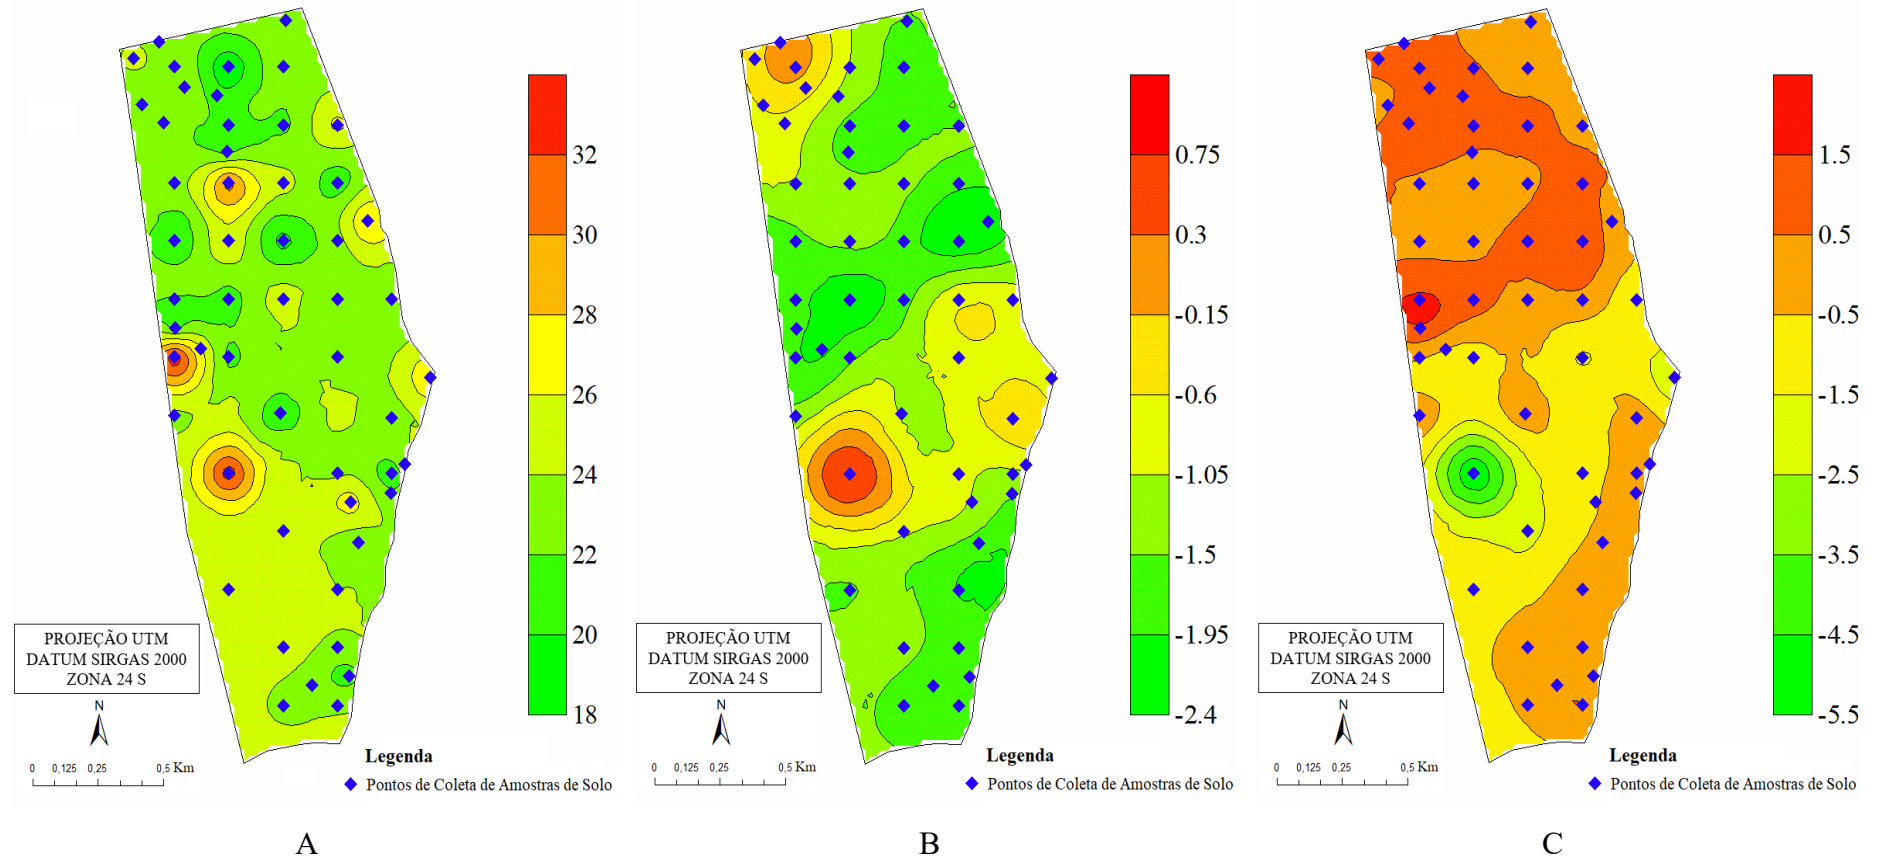 32
30
28
26
24
22
20
18
PROJEÇÃO UTM
DATUM SIRGAS 2000
ZONA 24 S
N
0 0,125 0,25 0,5 Km
Legenda
Pontos de Coleta de Amostras de Solo
A
0.75
0.3
-0.15
-0.6
-1.05
-1.5
-1.95
-2.4
PROJEÇÃO UTM
DATUM SIRGAS 2000
ZONA 24 S
N
0 0,125 0,25 0,5 Km
Legenda
Pontos de Coleta de Amostras de Solo
B
1.5
0.5
-0.5
-1.5
-2.5
-3.5
-4.5
-5.5
PROJEÇÃO UTM
DATUM SIRGAS 2000
ZONA 24 S
N
0 0,125 0,25 0,5 Km
Legenda
Pontos de Coleta de Amostras de Solo
C